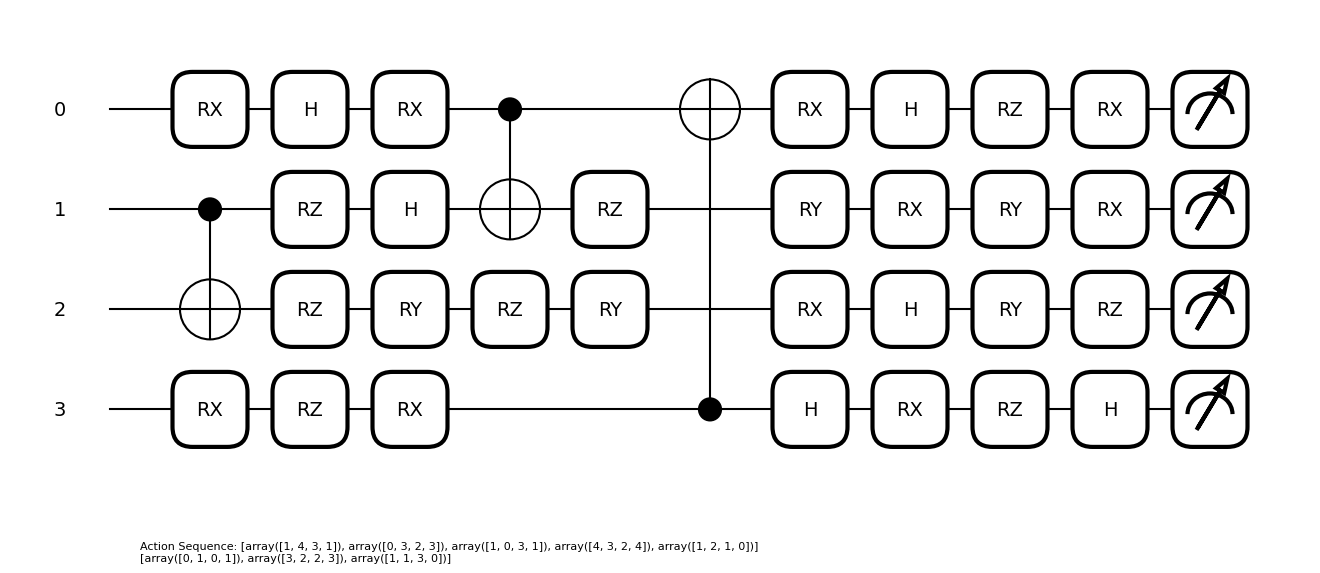 0 RX H RX RX H RZ RX
1 RZ H RZ RY RX RY RX
2 RZ RY RZ RY RX H RY RZ
3 RX RZ RX H RX RZ H
Action Sequence: [array([1, 4, 3, 1]), array([0, 3, 2, 3]), array([1, 0, 3, 1]), array([4, 3, 2, 4]), array([1, 2, 1, 0])]
[array([0, 1, 0, 1]), array([3, 2, 2, 3]), array([1, 1, 3, 0])]